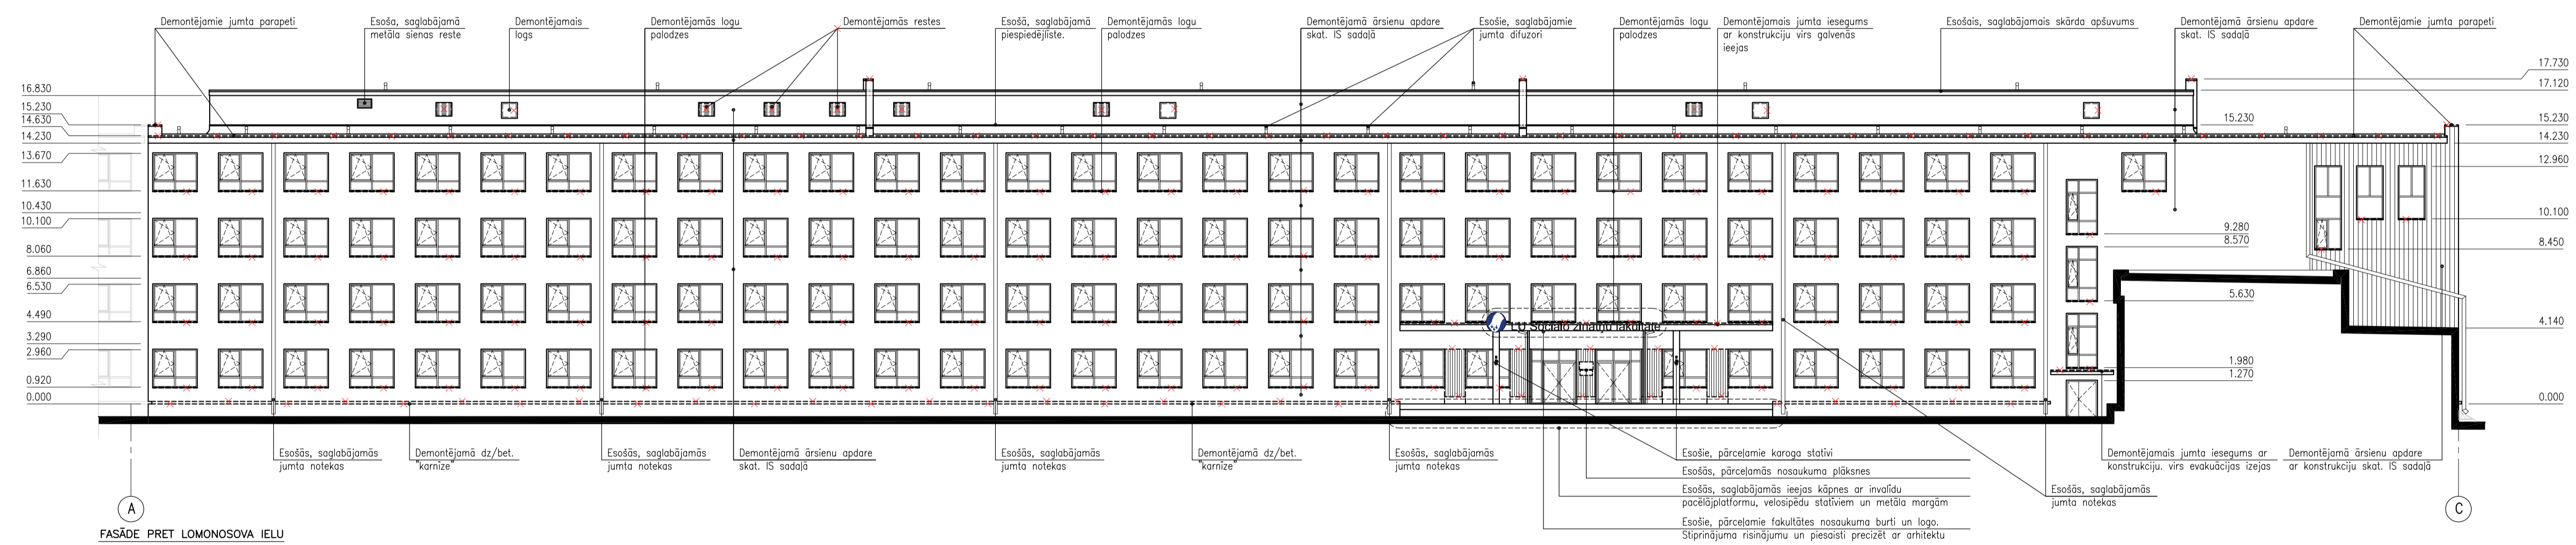 Demontējamie jumta parapeti
Esoša, saglabājamā
metāla sienas reste
Demontējamais
logs
Demontējamās logu
palodzes
Demontējamās restes
Esošā, saglabājamā
piespiedējlīste.
Demontējamās logu
palodzes
Demontējamā ārsienu apdare
skat. IS sadaļā
Esošie, saglabājamie
jumta difuzori
Demontējamās logu
palodzes
Demontējamais jumta iesegums
ar konstrukciju virs galvenās
ieejas
Esošais, saglabājamais skārda apšuvums
Demontējamā ārsienu apdare
skat. IS sadaļā
Demontējamie jumta parapeti
16.830
15.230
14.630
14.230
13.670
11.630
10.430
10.100
8.060
6.860
6.530
4.490
3.290
2.960
0.920
0.000
15.230
9.280
8.570
5.630
1.980
1.270
17.730
17.120
15.230
14.230
12.960
10.100
8.450
4.140
0.000
LU Sociālo zinātņu fakultāte
Esošās, saglabājamās
jumta notekas
Demontējamā dz/bet.
"karnīze"
Esošās, saglabājamās
jumta notekas
Demontējamā ārsienu apdare
skat. IS sadaļā
Esošās, saglabājamās
jumta notekas
Demontējamā dz/bet.
"karnīze"
Esošās, saglabājamās
jumta notekas
Esošie, pārceļamie karoga statīvi
Esošās, pārceļamās nosaukuma plāksnes
Esošās, saglabājamās ieejas kāpnes ar invalīdu
pacēlājplatformu, velosipēdu statīviem un metāla margām
Esošie, pārceļamie fakultātes nosaukuma burti un logo.
Stiprinājuma risinājumu un piesaisti precizēt ar arhitektu
Esošās, saglabājamās
jumta notekas
Demontējamais jumta iesegums ar
konstrukciju. virs evakuācijas izejas
Demontējamā ārsienu apdare
ar konstrukciju skat. IS sadaļā
A
C
FASĀDE PRET LOMONOSOVA IELU